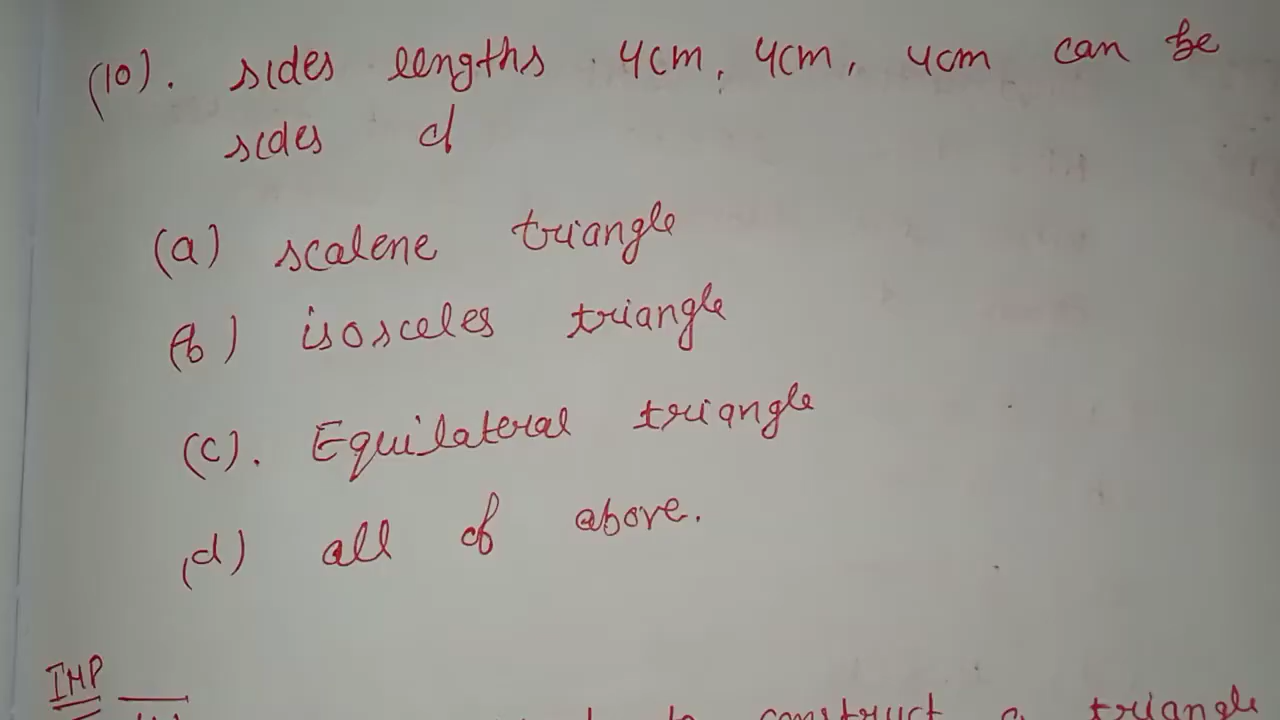 (10). sides lengths 4cm, 4cm, 4cm can be
sides of
(a) scalene triangle
(b) isosceles triangle
(c). Equilateral triangle
(d) all of above.
IMP
construct a triangle